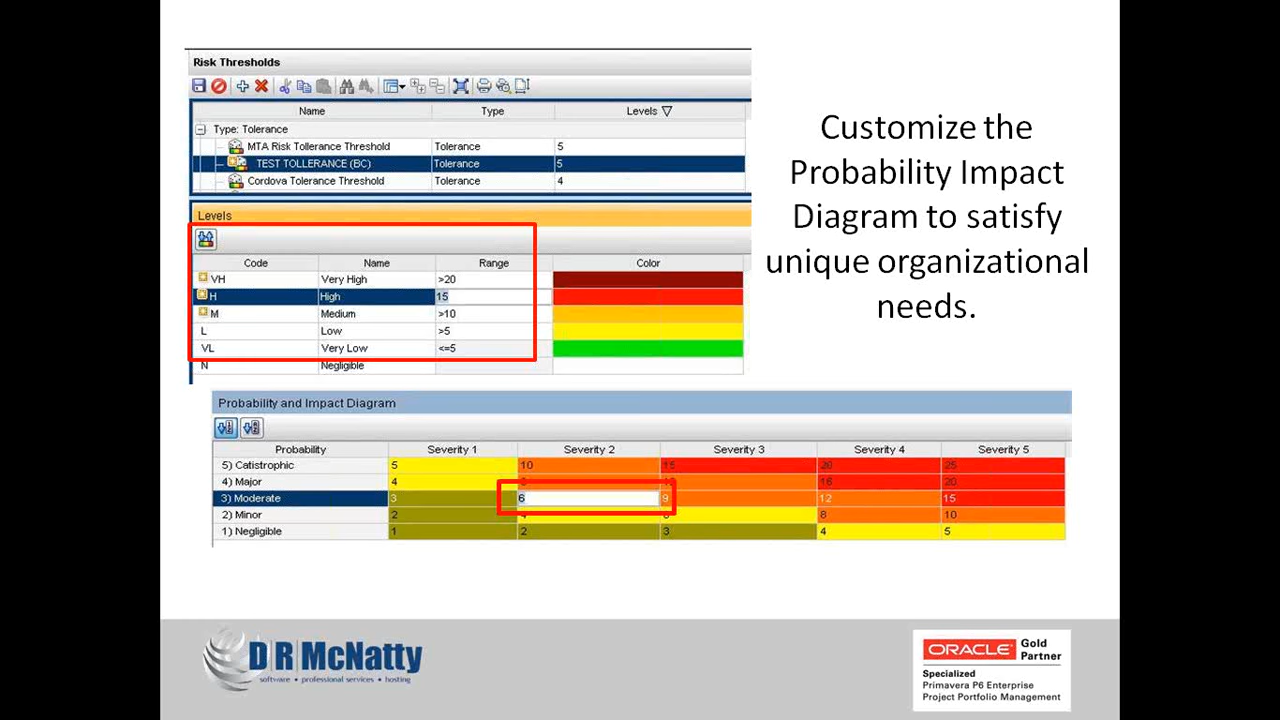 Risk Thresholds
Name Type Levels
Type: Tolerance
MTA Risk Tollerance Threshold Tolerance 5
TEST TOLLERANCE (BC) Tolerance 5
Cordova Tolerance Threshold Tolerance 4
Customize the
Probability Impact
Diagram to satisfy
unique organizational
needs.
Levels
Code Name Range Color
VH Very High >20
H High 15
M Medium >10
L Low >5
VL Very Low <=5
N Negligible
Probability and Impact Diagram
Probability Severity 1 Severity 2 Severity 3 Severity 4 Severity 5
5) Catistrophic 5 10 15 20 25
4) Major 4 16 20
3) Moderate 3 6 9 12 15
2) Minor 2 4 8 10
1) Negligible 1 2 3 4 5
D R McNatty
software • professional services • hosting
ORACLE Gold
Partner
Specialized
Primavera P6 Enterprise
Project Portfolio Management